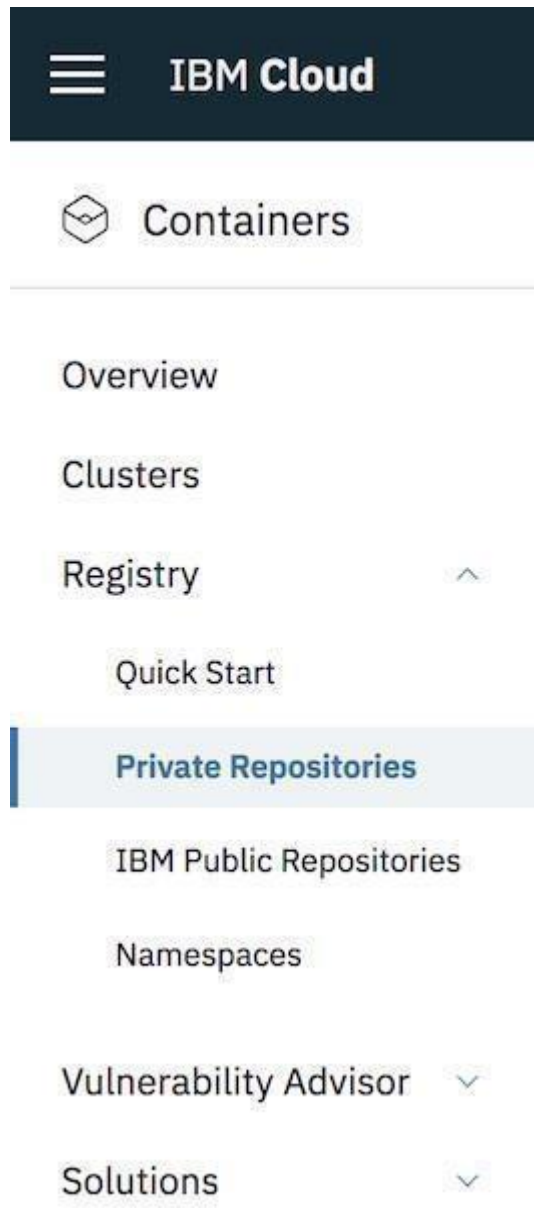 IBM Cloud
Containers
Overview
Clusters
Registry
Quick Start
Private Repositories
IBM Public Repositories
Namespaces
Vulnerability Advisor
Solutions